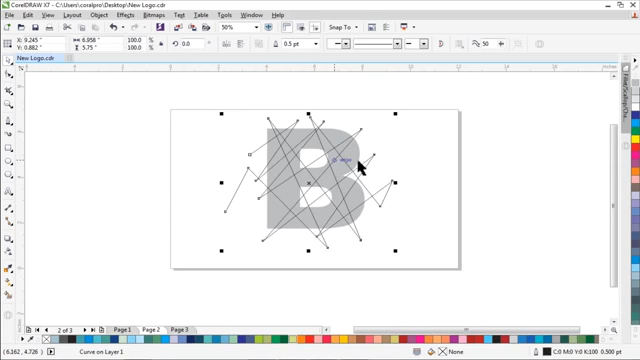 CorelDRAW X7 - C:\Users\coralpro\Desktop\New Logo.cdr
File Edit View Layout Object Effects Bitmaps Text Table Tools Window Help
50% Snap To
X: 9.245 " 6.958 " 100.0 %
Y: 0.882 " 5.75 " 100.0 %
0.0 0.5 pt 50
New Logo.cdr
inches
B
edge
2 of 3 Page 1 Page 2 Page 3
(6.162, 4.727) Curve on Layer 1 None C:0 M:0 Y:0 K:100 0.500 pt